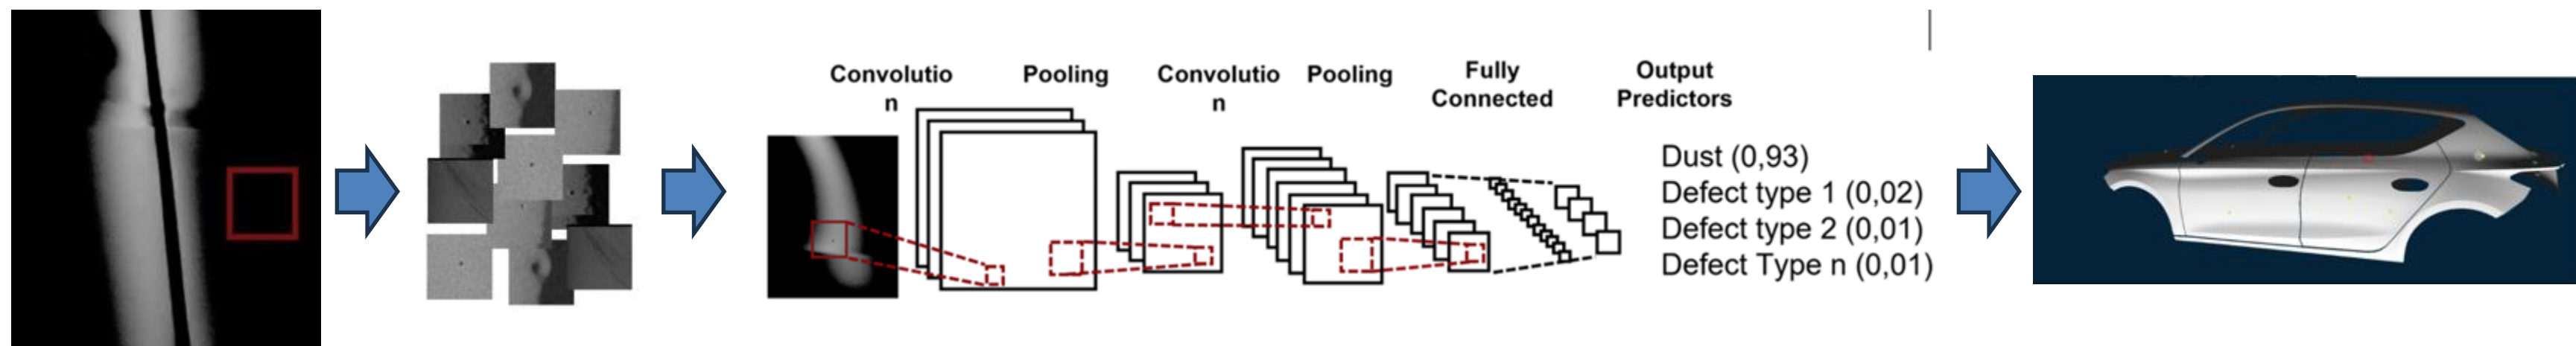 Convolutio
n
Pooling
Convolutio
n
Pooling
Fully
Connected
Output
Predictors
Dust (0,93)
Defect type 1 (0,02)
Defect type 2 (0,01)
Defect Type n (0,01)